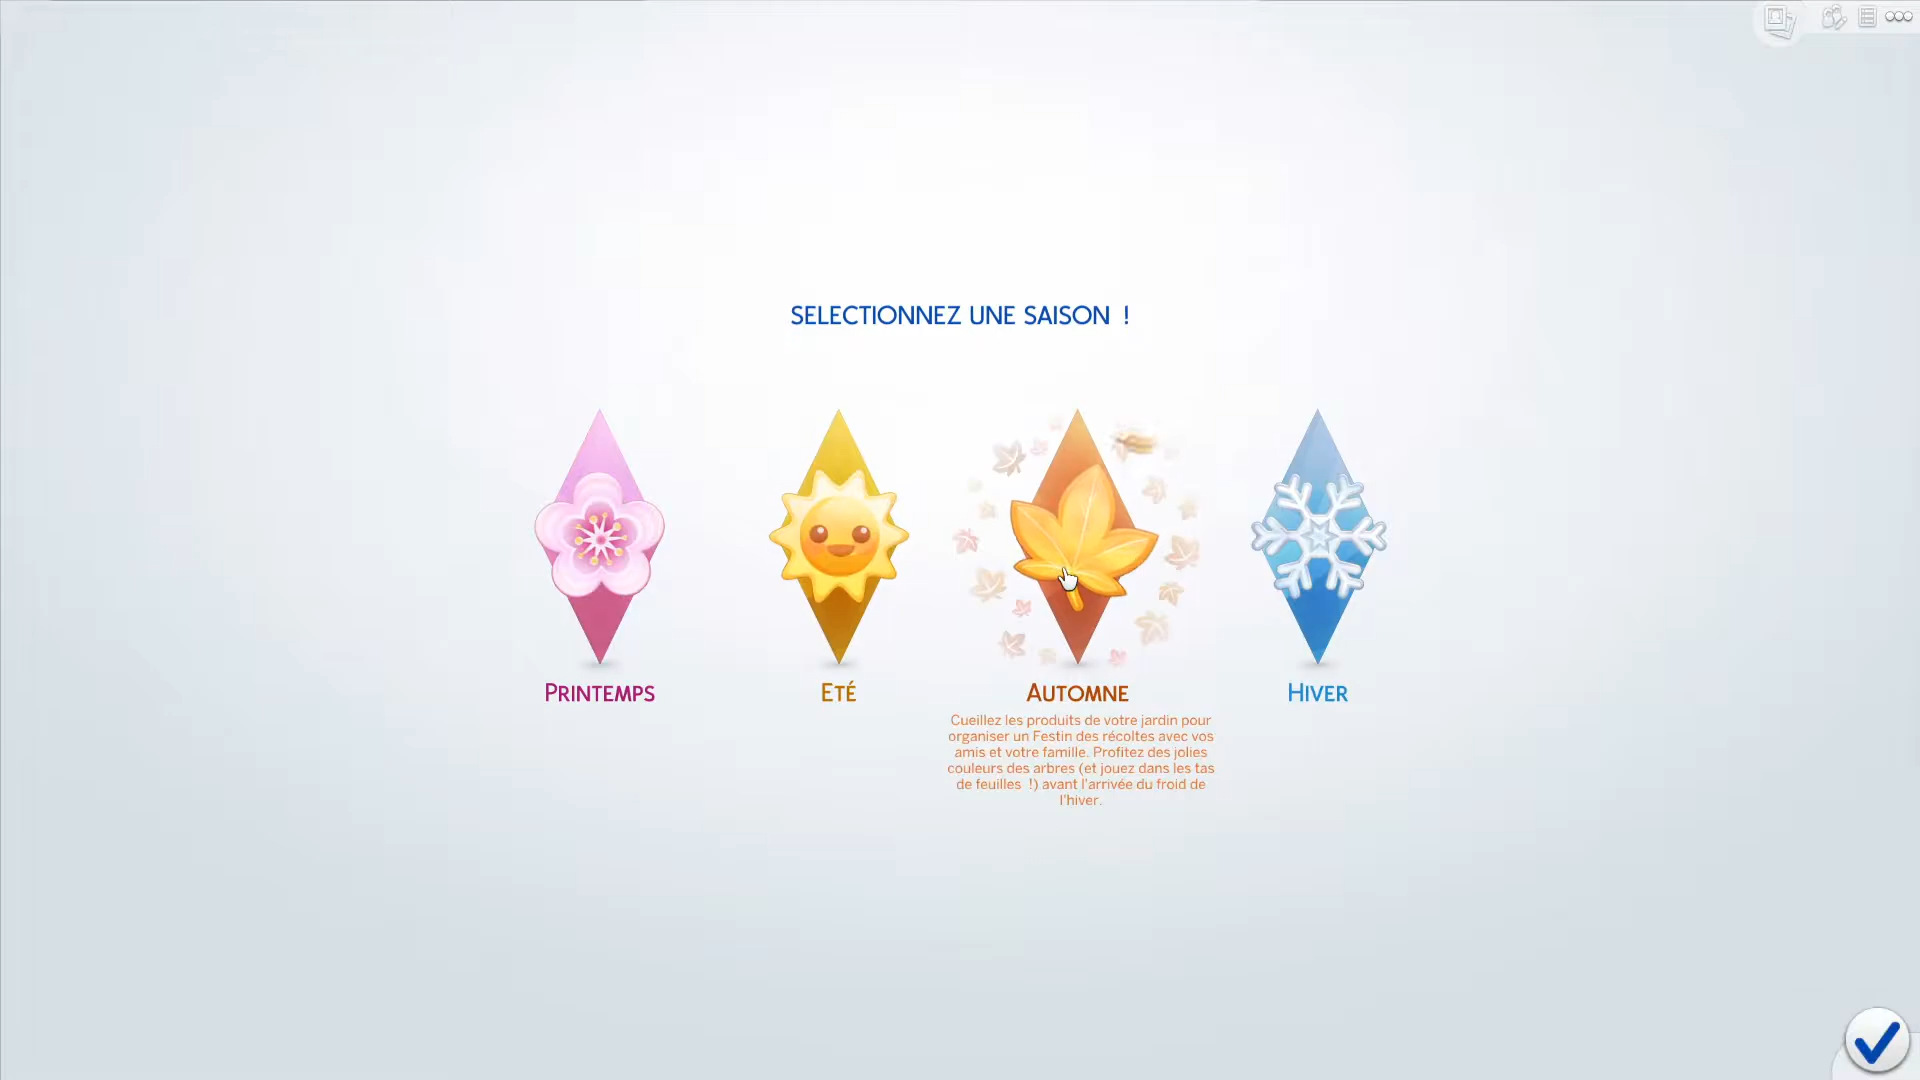 SELECTIONNEZ UNE SAISON !
PRINTEMPS
ETÉ
AUTOMNE
HIVER
Cueillez les produits de votre jardin pour
organiser un Festin des récoltes avec vos
amis et votre famille. Profitez des jolies
couleurs des arbres (et jouez dans les tas
de feuilles !) avant l'arrivée du froid de
l'hiver.